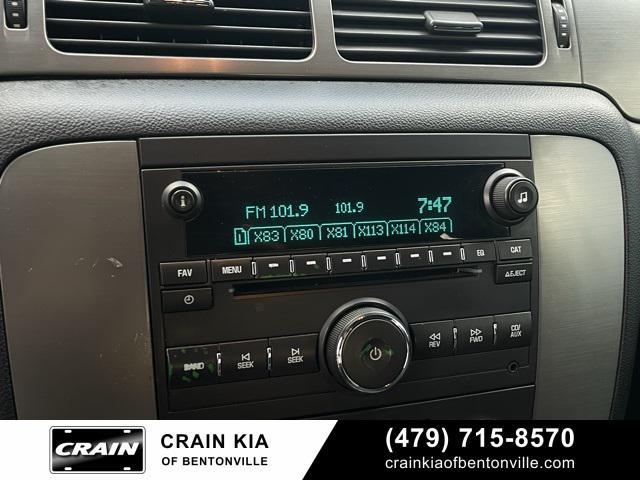 FM 101.9 101.9 7:47
1 X83 X80 X81 X113 X114 X84
FAV MENU EQ CAT
EJECT
BAND SEEK SEEK REV FWD CD/AUX
CRAIN CRAIN KIA OF BENTONVILLE
(479) 715-8570
crainkiaofbentonville.com